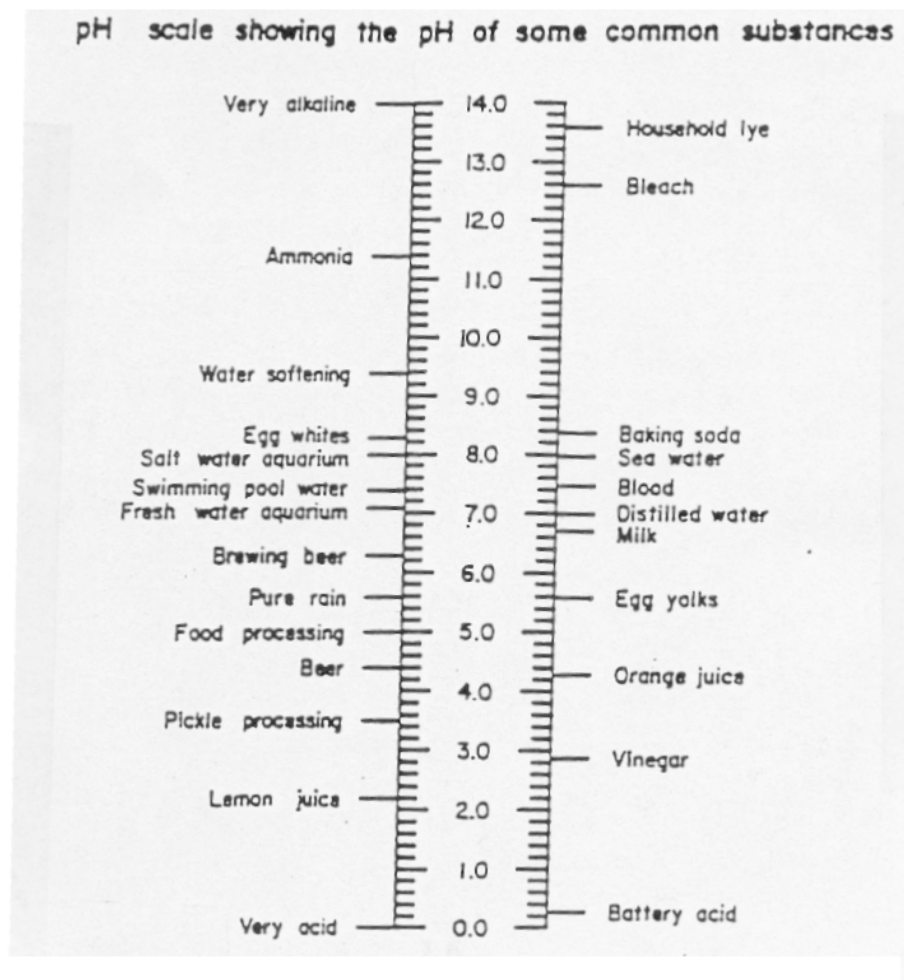 pH scale showing the pH of some common substances
Very alkaline 14.0
Household lye
13.0
Bleach
12.0
Ammonia
11.0
10.0
Water softening
9.0
Egg whites Baking soda
Salt water aquarium 8.0 Sea water
Swimming pool water Blood
Fresh water aquarium 7.0 Distilled water
Milk
Brewing beer
6.0
Pure rain Egg yolks
Food processing 5.0
Beer Orange juice
4.0
Pickle processing
3.0
Vinegar
Lemon juice
2.0
1.0
Battery acid
Very acid 0.0